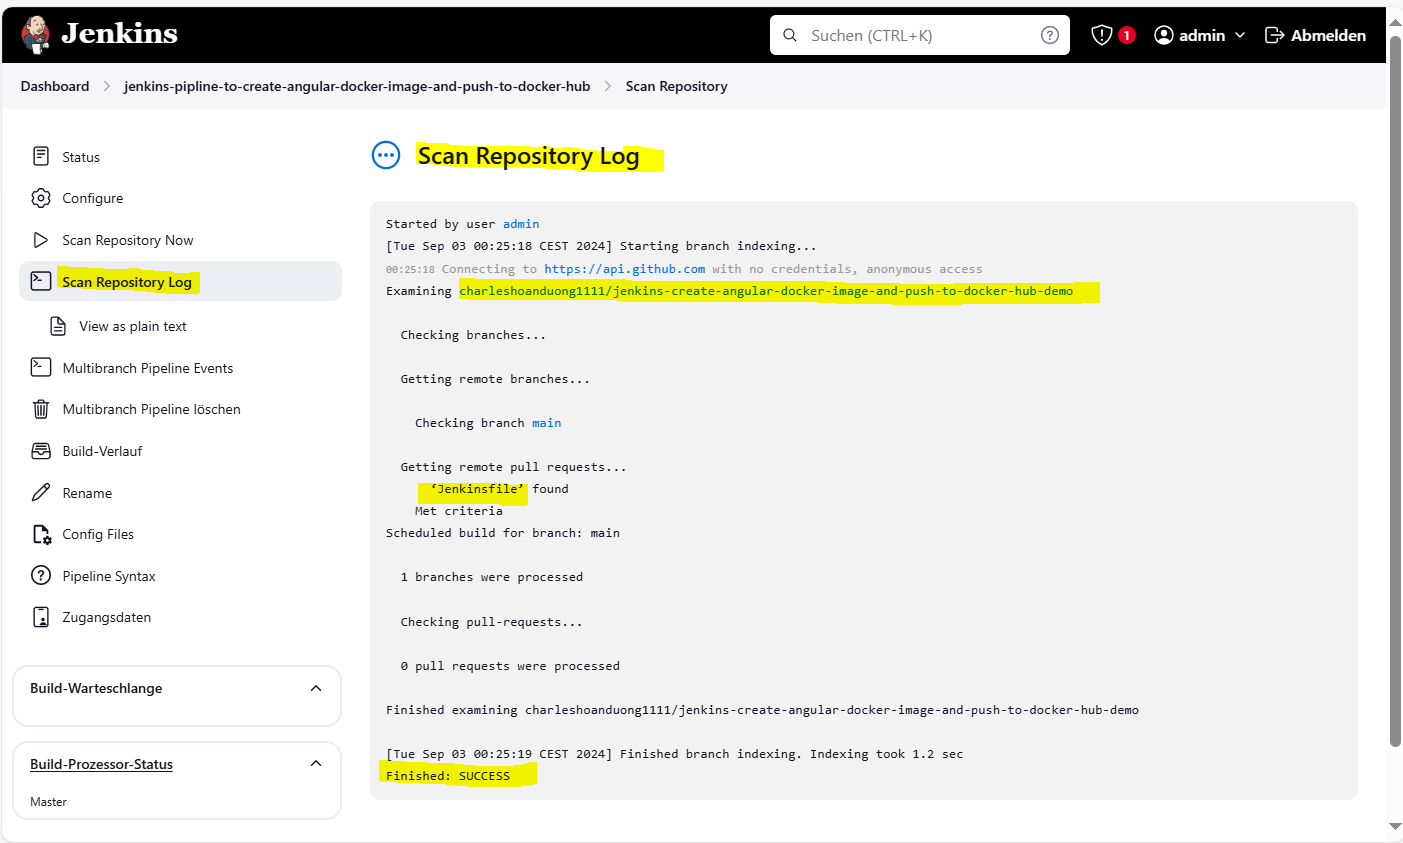 Jenkins
Suchen (CTRL+K)
1
admin
Abmelden
Dashboard
jenkins-pipline-to-create-angular-docker-image-and-push-to-docker-hub
Scan Repository
Status
Configure
Scan Repository Now
Scan Repository Log
View as plain text
Multibranch Pipeline Events
Multibranch Pipeline löschen
Build-Verlauf
Rename
Config Files
Pipeline Syntax
Zugangsdaten
Build-Warteschlange
Build-Prozessor-Status
Master
Scan Repository Log
Started by user admin
[Tue Sep 03 00:25:18 CEST 2024] Starting branch indexing...
00:25:18 Connecting to https://api.github.com with no credentials, anonymous access
Examining charleshoanduong1111/jenkins-create-angular-docker-image-and-push-to-docker-hub-demo
Checking branches...
Getting remote branches...
Checking branch main
Getting remote pull requests...
‘Jenkinsfile’ found
Met criteria
Scheduled build for branch: main
1 branches were processed
Checking pull-requests...
0 pull requests were processed
Finished examining charleshoanduong1111/jenkins-create-angular-docker-image-and-push-to-docker-hub-demo
[Tue Sep 03 00:25:19 CEST 2024] Finished branch indexing. Indexing took 1.2 sec
Finished: SUCCESS